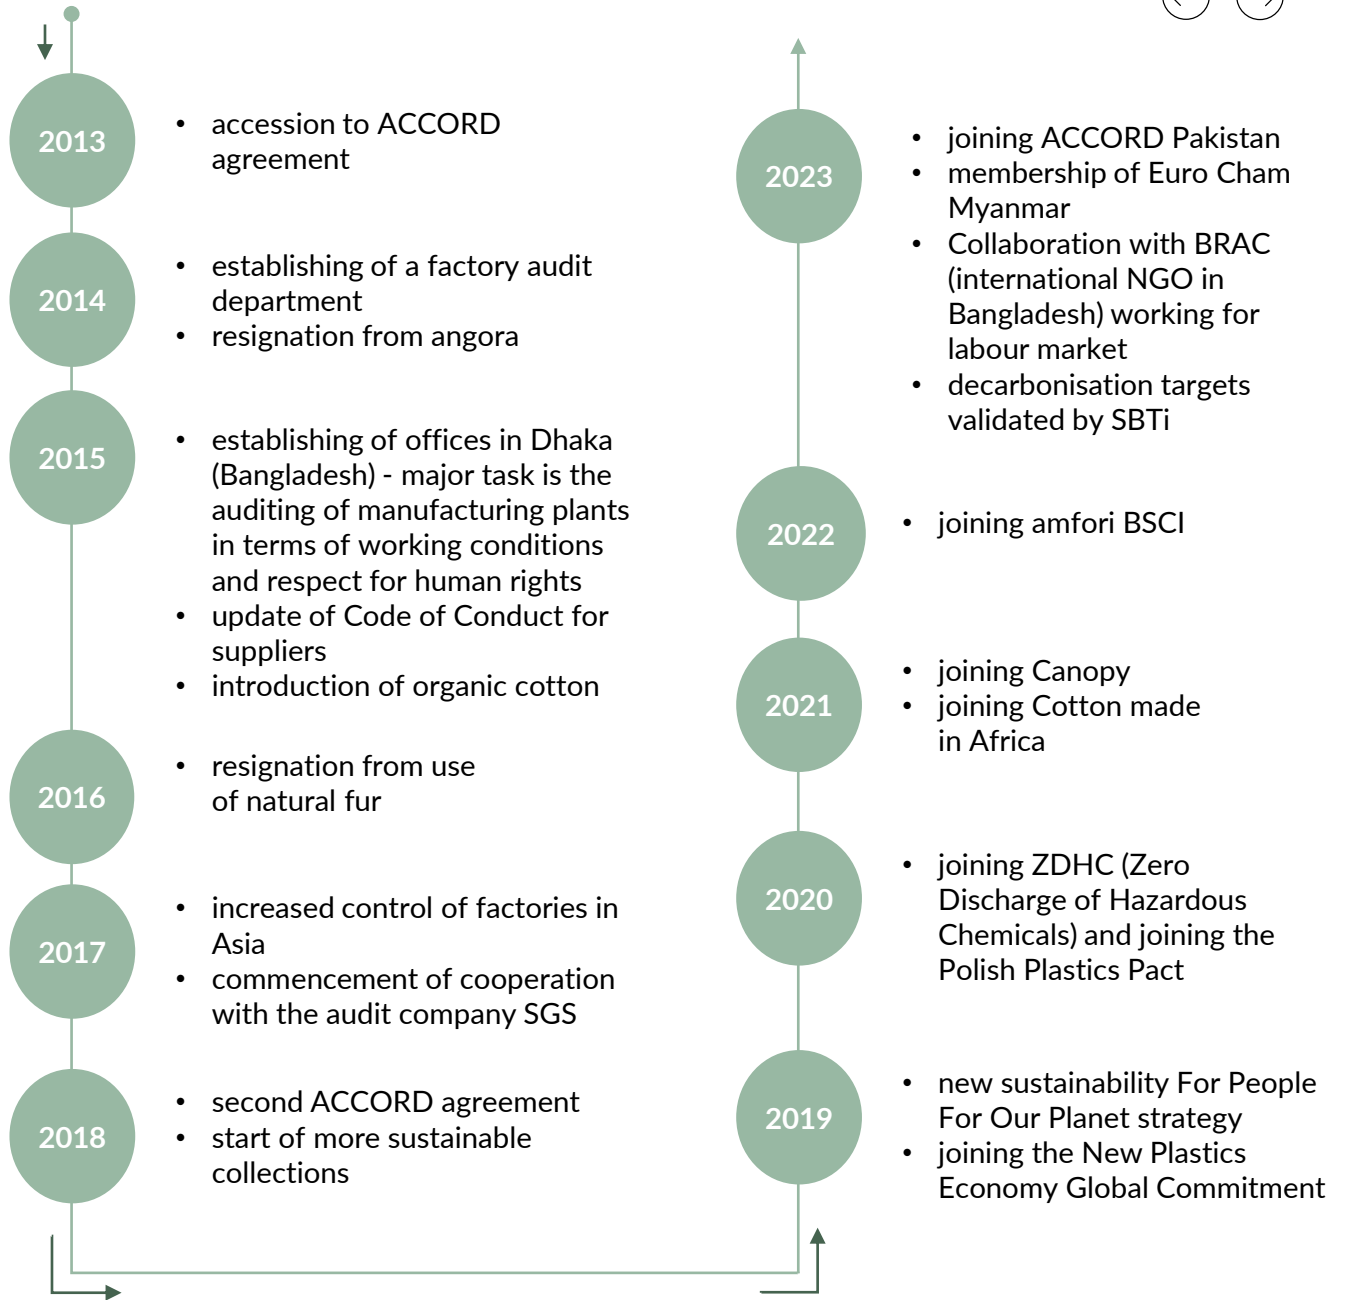 2013
• accession to ACCORD
agreement
2014
• establishing of a factory audit
department
• resignation from angora
2015
• establishing of offices in Dhaka
(Bangladesh) - major task is the
auditing of manufacturing plants
in terms of working conditions
and respect for human rights
• update of Code of Conduct for
suppliers
• introduction of organic cotton
2016
• resignation from use
of natural fur
2017
• increased control of factories in
Asia
• commencement of cooperation
with the audit company SGS
2018
• second ACCORD agreement
• start of more sustainable
collections
2019
• new sustainability For People
For Our Planet strategy
• joining the New Plastics
Economy Global Commitment
2020
• joining ZDHC (Zero
Discharge of Hazardous
Chemicals) and joining the
Polish Plastics Pact
2021
• joining Canopy
• joining Cotton made
in Africa
2022
• joining amfori BSCI
2023
• joining ACCORD Pakistan
• membership of Euro Cham
Myanmar
• Collaboration with BRAC
(international NGO in
Bangladesh) working for
labour market
• decarbonisation targets
validated by SBTi